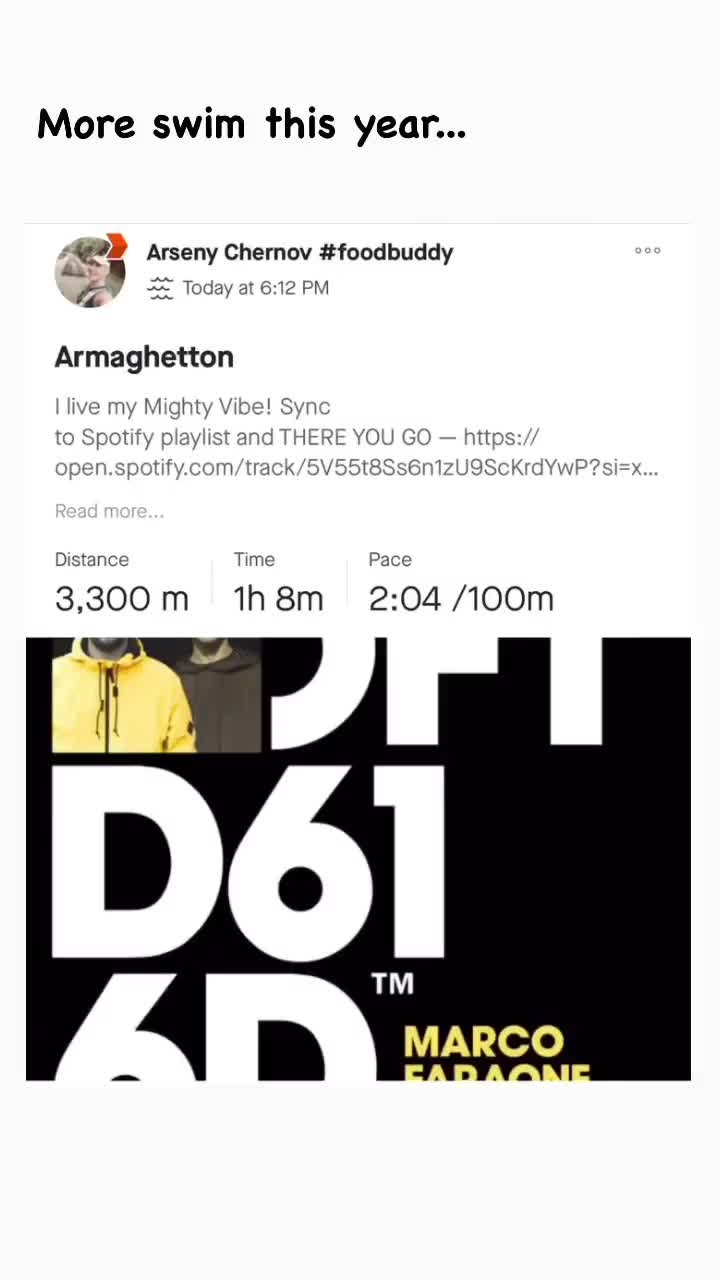 More swim this year...
Arseny Chernov #foodbuddy
Today at 6:12 PM
Armaghetton
I live my Mighty Vibe! Sync
to Spotify playlist and THERE YOU GO — https://
open.spotify.com/track/5V55t8Ss6n1zU9ScKrdYwP?si=x...
Read more...
Distance
Time
Pace
3,300 m
1h 8m
2:04 /100m
D61
6D
TM
MARCO
FARAONE